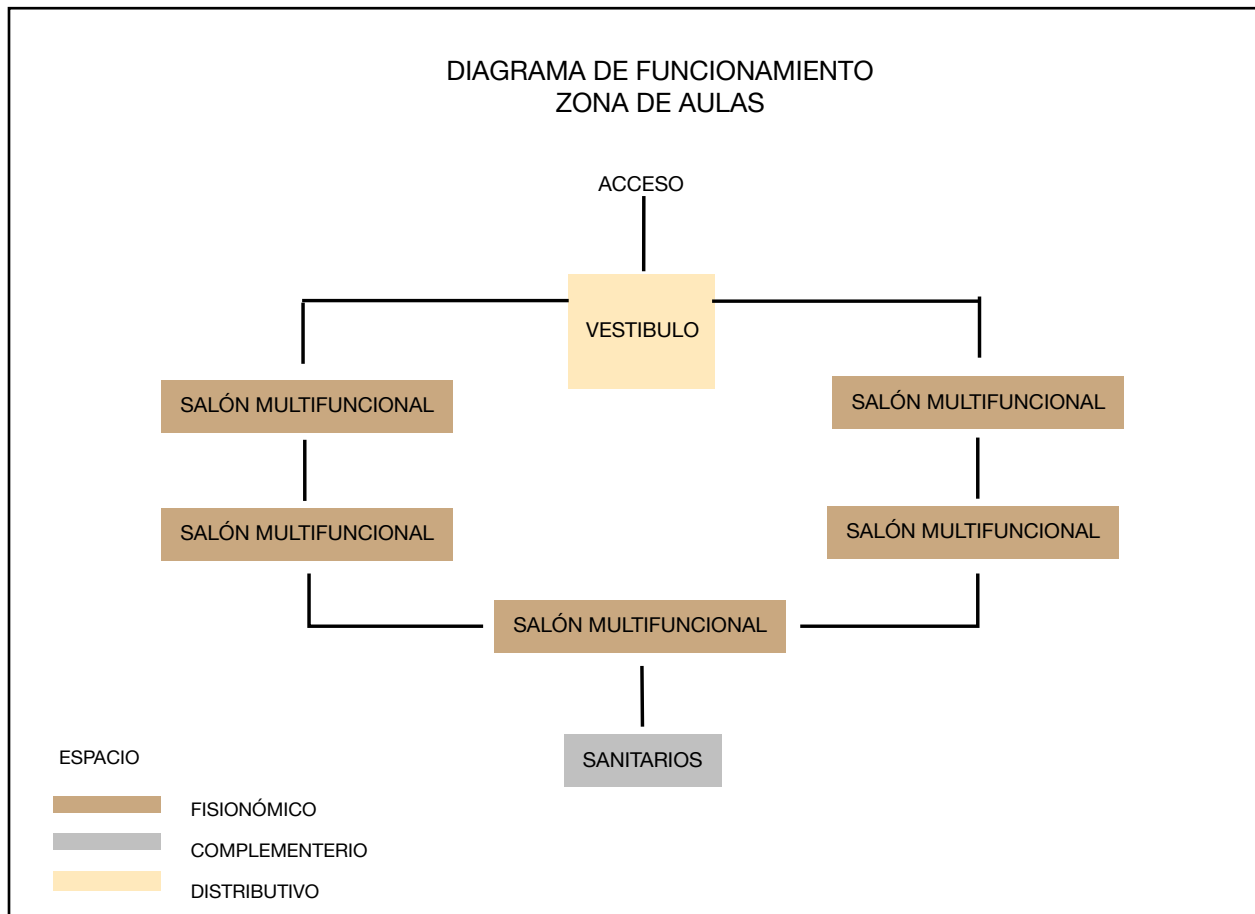 DIAGRAMA DE FUNCIONAMIENTO
ZONA DE AULAS
ACCESO
VESTIBULO
SALÓN MULTIFUNCIONAL
SALÓN MULTIFUNCIONAL
SALÓN MULTIFUNCIONAL
SALÓN MULTIFUNCIONAL
SALÓN MULTIFUNCIONAL
SANITARIOS
ESPACIO
FISIONÓMICO
COMPLEMENTERIO
DISTRIBUTIVO